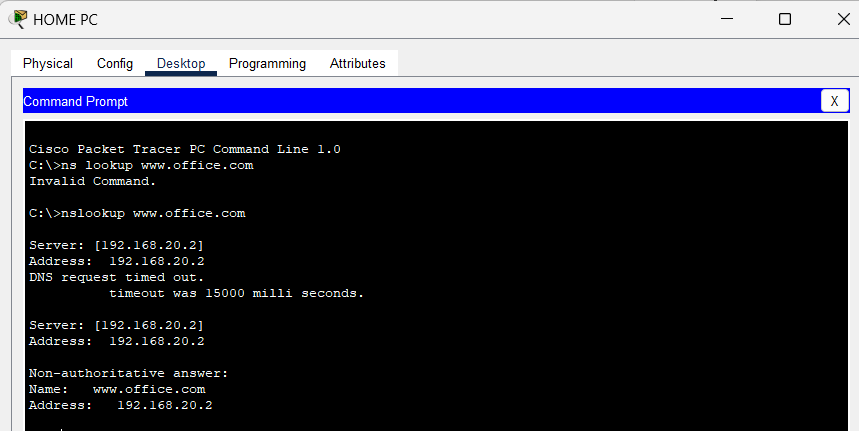 HOME PC
Physical Config Desktop Programming Attributes
Command Prompt X
Cisco Packet Tracer PC Command Line 1.0
C:\>ns lookup www.office.com
Invalid Command.
C:\>nslookup www.office.com
Server: [192.168.20.2]
Address:  192.168.20.2
DNS request timed out.
timeout was 15000 milli seconds.
Server: [192.168.20.2]
Address:  192.168.20.2
Non-authoritative answer:
Name:   www.office.com
Address:   192.168.20.2